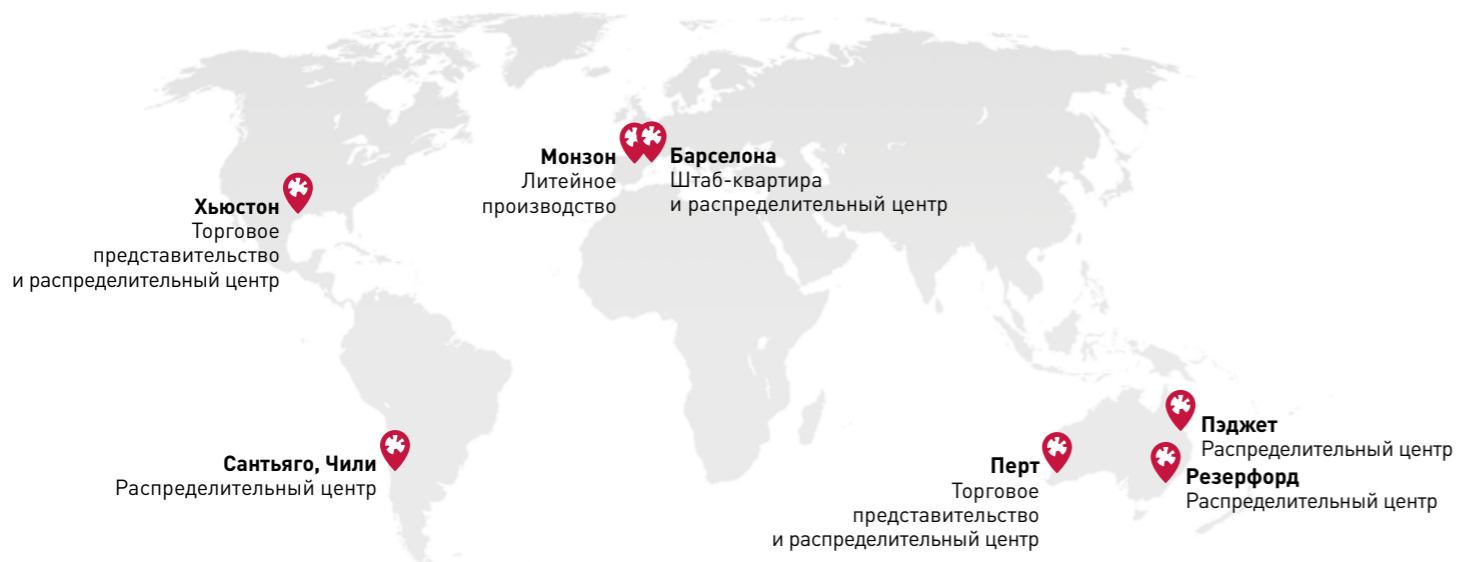 Монзон
Литейное
производство
Барселона
Штаб-квартира
и распределительный центр
Хьюстон
Торговое
представительство
и распределительный центр
Сантьяго, Чили
Распределительный центр
Перт
Торговое
представительство
и распределительный центр
Пэджет
Распределительный центр
Резерфорд
Распределительный центр